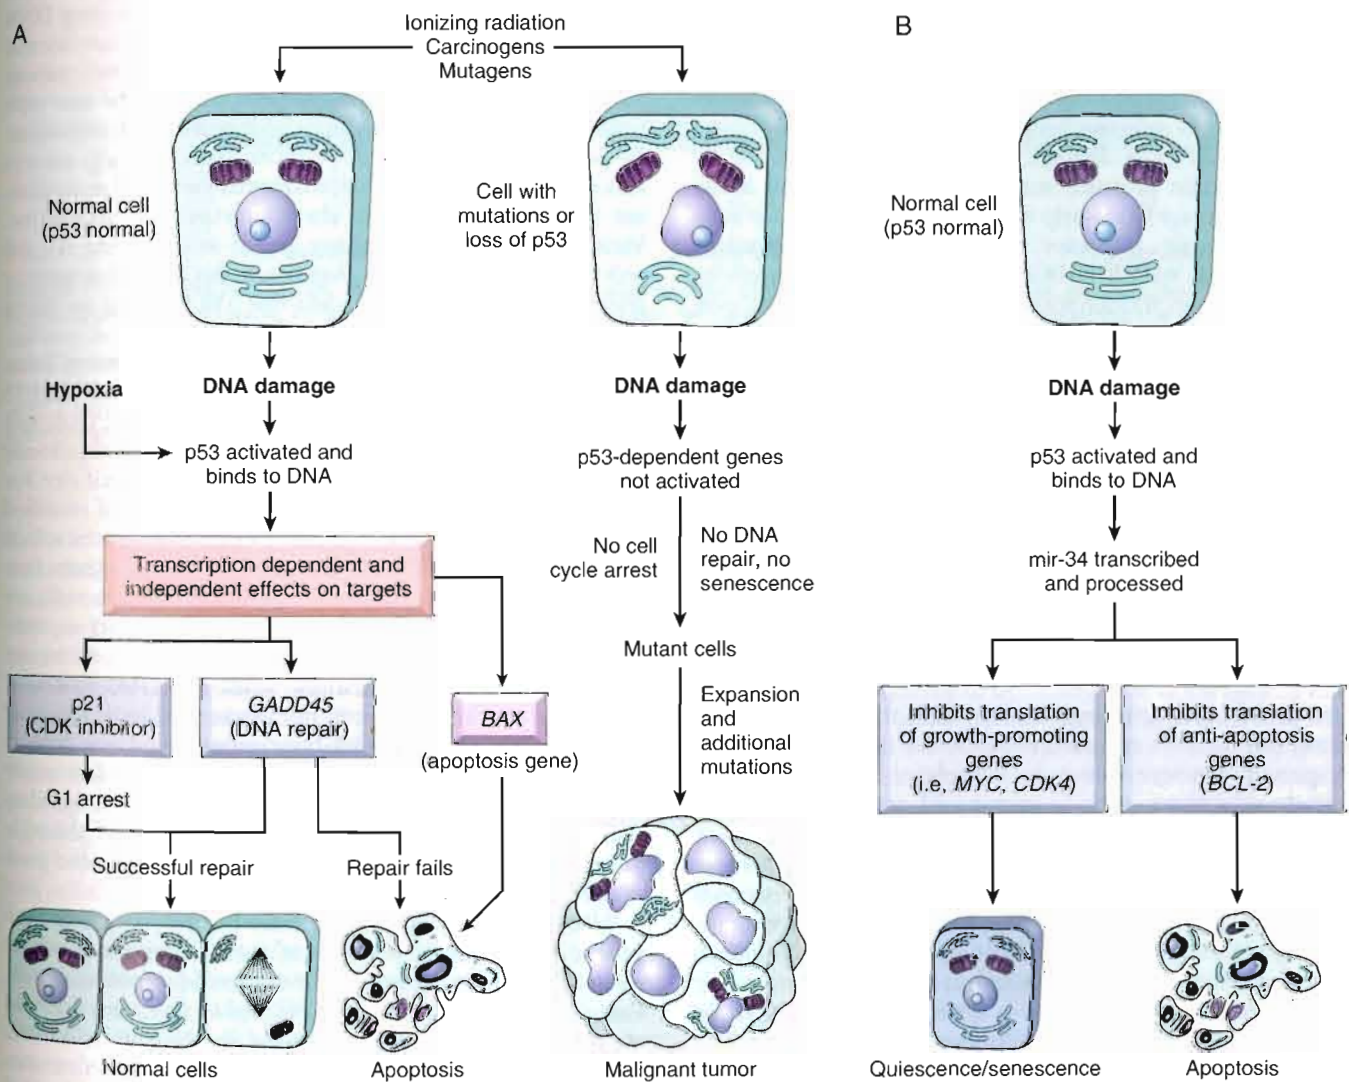 A
Ionizing radiation
Carcinogens
Mutagens
Normal cell
(p53 normal)
Cell with
mutations or
loss of p53
Hypoxia
DNA damage
DNA damage
p53 activated and
binds to DNA
p53-dependent genes
not activated
Transcription dependent and
independent effects on targets
No cell
cycle arrest
No DNA
repair, no
senescence
Mutant cells
p21
(CDK inhibitor)
GADD45
(DNA repair)
BAX
(apoptosis gene)
Expansion
and
additional
mutations
G1 arrest
Successful repair
Repair fails
Normal cells
Apoptosis
Malignant tumor
B
Normal cell
(p53 normal)
DNA damage
p53 activated and
binds to DNA
mir-34 transcribed
and processed
Inhibits translation
of growth-promoting
genes
(i.e, MYC, CDK4)
Inhibits translation
of anti-apoptosis
genes
(BCL-2)
Quiescence/senescence
Apoptosis